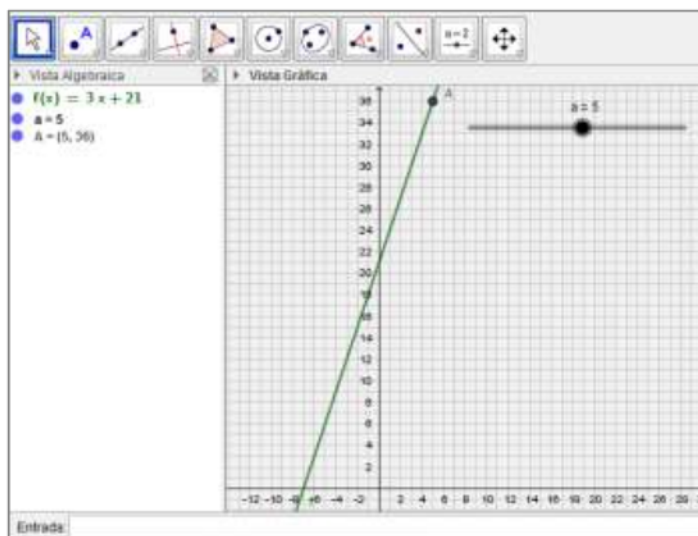 A
a=2
Vista Algebraica
Vista Gráfica
f(x) = 3 x + 21
a = 5
A = (5, 36)
A
a = 5
36
34
32
30
28
26
24
22
20
18
16
14
12
10
8
6
4
2
-12 -10 -8 -6 -4 -2 2 4 6 8 10 12 14 16 18 20 22 24 26 28
f
Entrada: